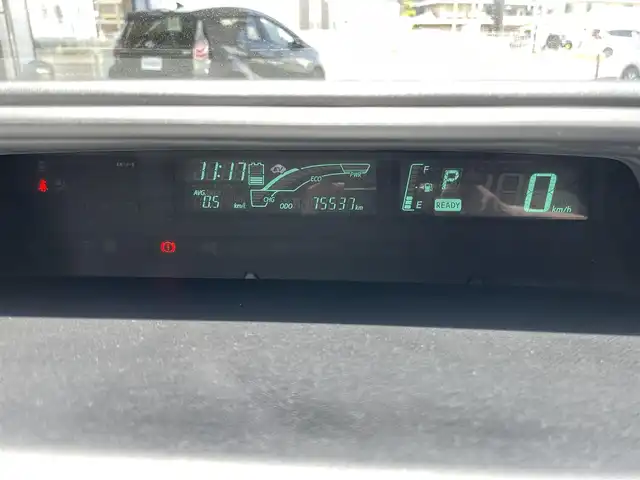 11:17
ECO
PWR
CHG
AVG
0.5 km/L
ODO 75537 km
F
E
P
READY
0 km/h